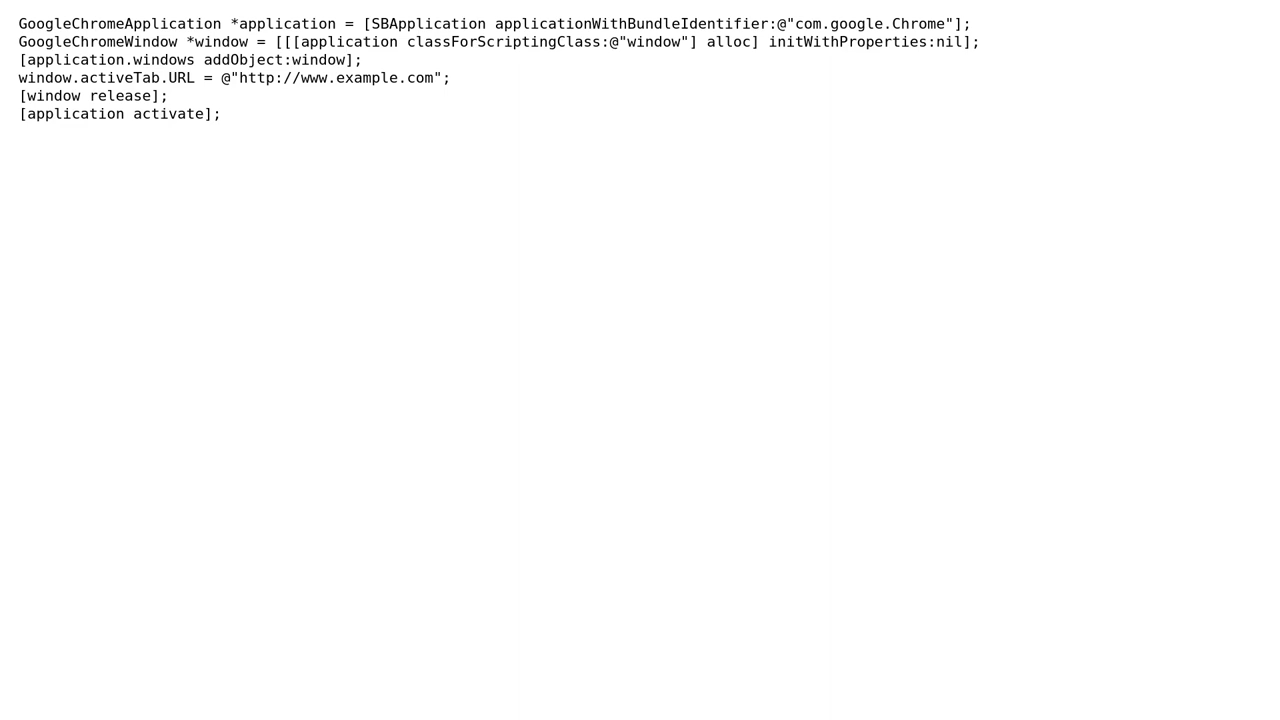 GoogleChromeApplication *application = [SBApplication applicationWithBundleIdentifier:@"com.google.Chrome"];
GoogleChromeWindow *window = [[[application classForScriptingClass:@"window"] alloc] initWithProperties:nil];
[application.windows addObject:window];
window.activeTab.URL = @"http://www.example.com";
[window release];
[application activate];